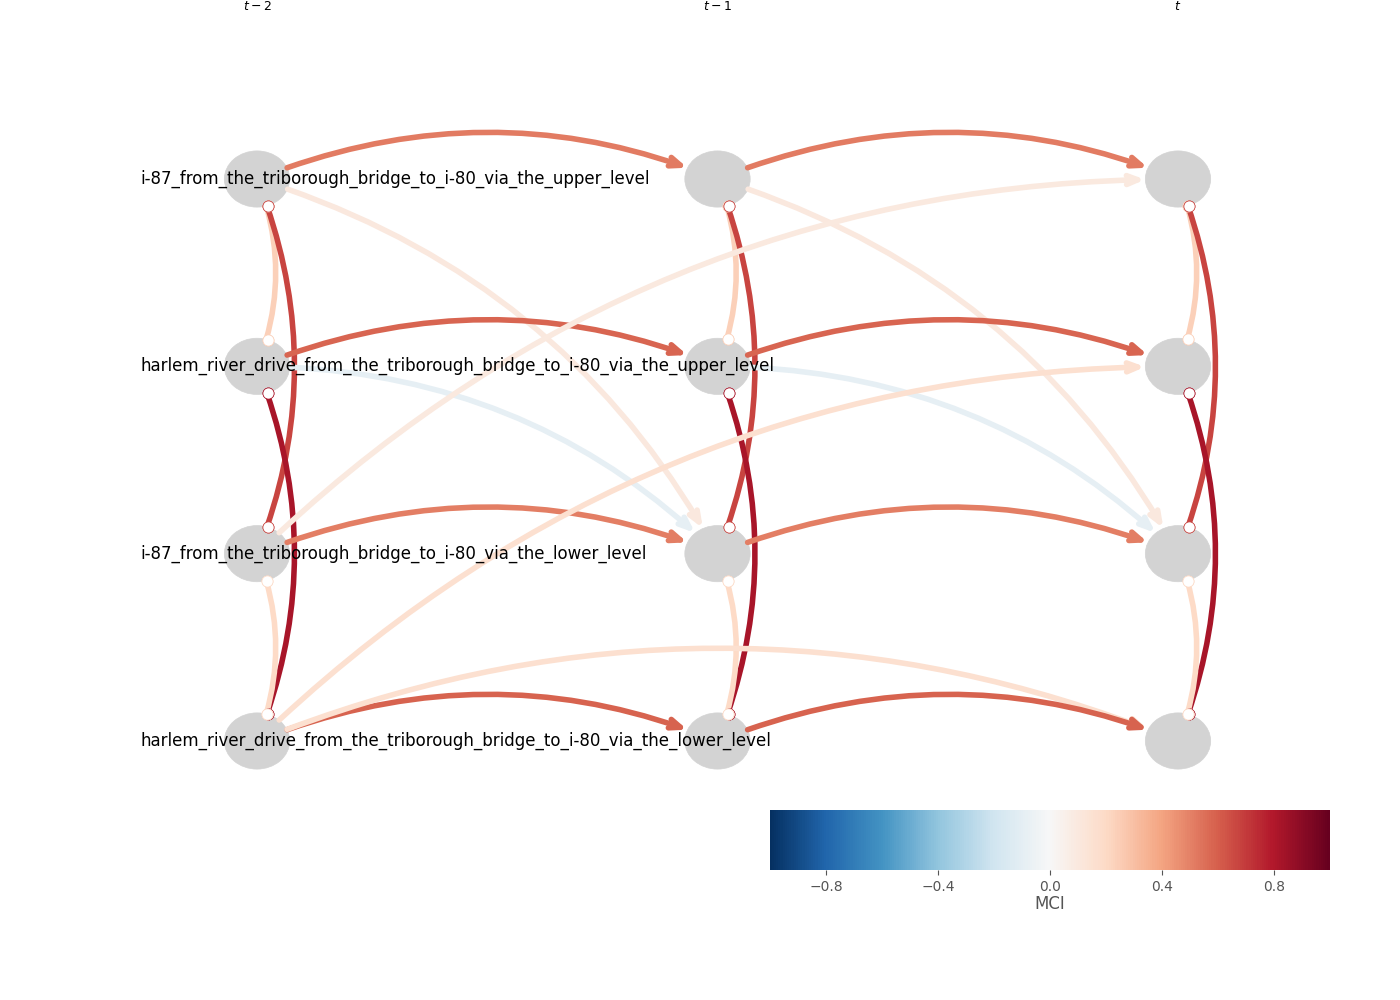 t − 2 t − 1 t
i-87_from_the_triborough_bridge_to_i-80_via_the_upper_level
harlem_river_drive_from_the_triborough_bridge_to_i-80_via_the_upper_level
i-87_from_the_triborough_bridge_to_i-80_via_the_lower_level
harlem_river_drive_from_the_triborough_bridge_to_i-80_via_the_lower_level
−0.8 −0.4 0.0 0.4 0.8
MCI